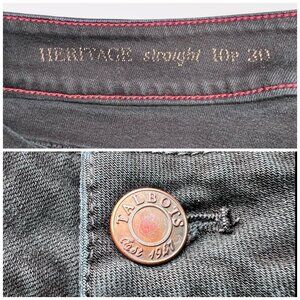 HERITAGE straight 10P 30
TALBOTS
Est 1947